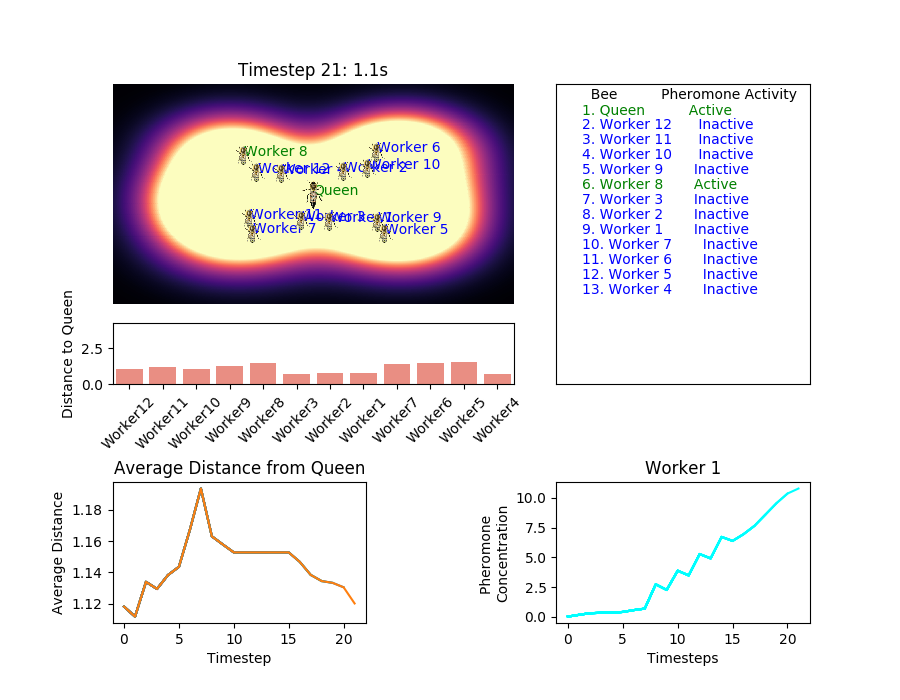 Timestep 21: 1.1s
Worker 8
Worker 6
Worker 10
Worker 12
Worker 2
Queen
Worker 11
Worker 3
Worker 1
Worker 9
Worker 7
Worker 5
Bee Pheromone Activity
1. Queen Active
2. Worker 12 Inactive
3. Worker 11 Inactive
4. Worker 10 Inactive
5. Worker 9 Inactive
6. Worker 8 Active
7. Worker 3 Inactive
8. Worker 2 Inactive
9. Worker 1 Inactive
10. Worker 7 Inactive
11. Worker 6 Inactive
12. Worker 5 Inactive
13. Worker 4 Inactive
Distance to Queen
2.5
0.0
Worker12 Worker11 Worker10 Worker9 Worker8 Worker3 Worker2 Worker1 Worker7 Worker6 Worker5 Worker4
Average Distance from Queen
Average Distance
1.18
1.16
1.14
1.12
0 5 10 15 20
Timestep
Worker 1
Pheromone
Concentration
10.0
7.5
5.0
2.5
0.0
0 5 10 15 20
Timesteps